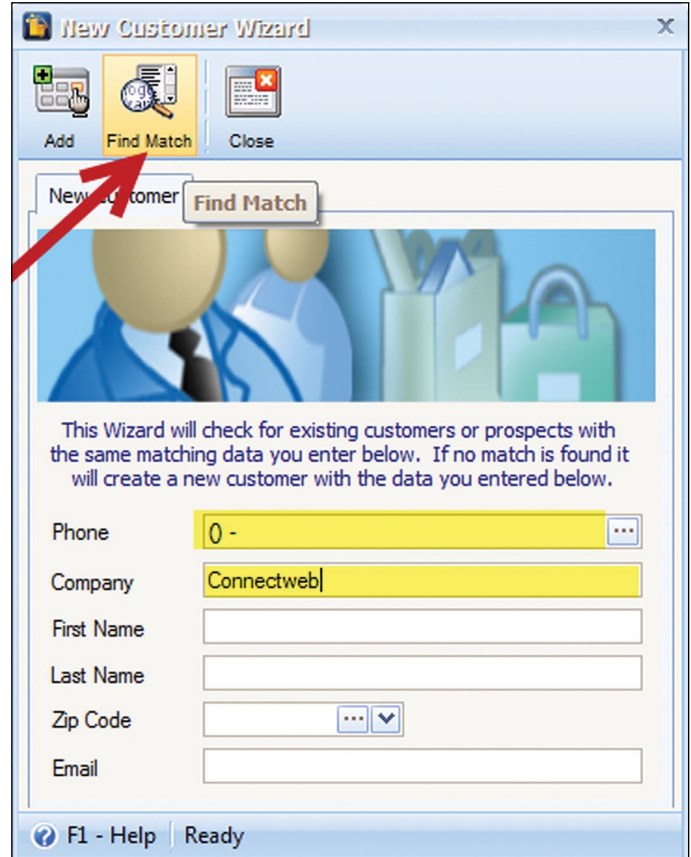 New Customer Wizard
Add
Find Match
Close
New Customer
Find Match
This Wizard will check for existing customers or prospects with
the same matching data you enter below. If no match is found it
will create a new customer with the data you entered below.
Phone () - ...
Company Connectweb
First Name
Last Name
Zip Code ...
Email
F1 - Help Ready